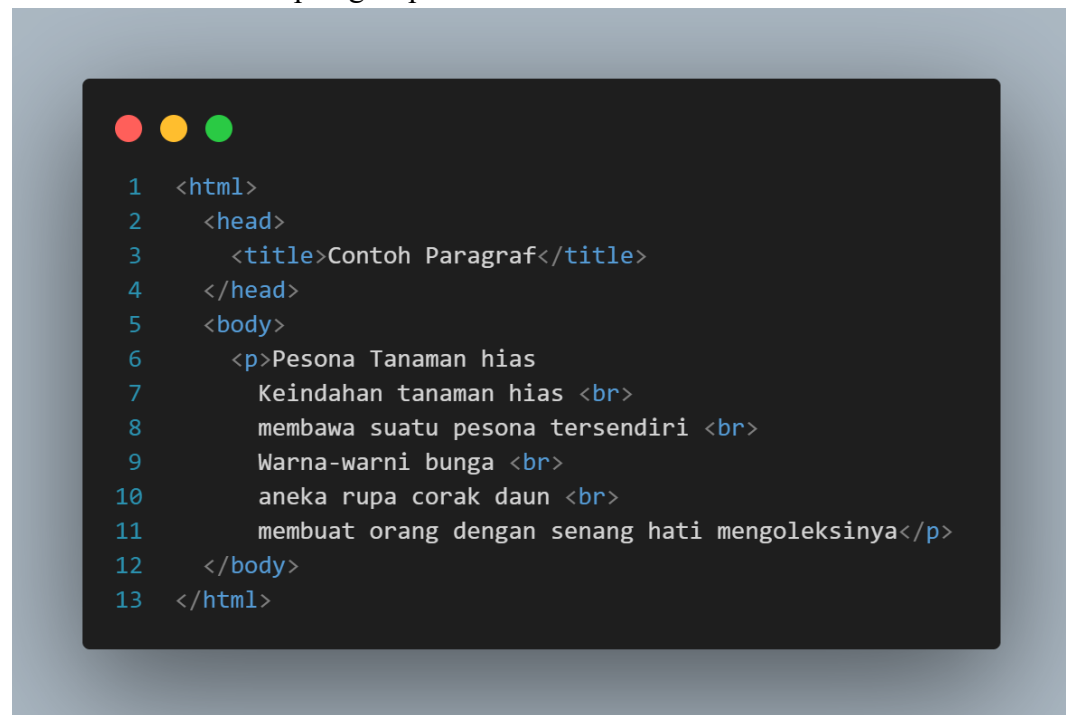 1 <html>
2   <head>
3     <title>Contoh Paragraf</title>
4   </head>
5   <body>
6     <p>Pesona Tanaman hias
7       Keindahan tanaman hias <br>
8       membawa suatu pesona tersendiri <br>
9       Warna-warni bunga <br>
10       aneka rupa corak daun <br>
11       membuat orang dengan senang hati mengoleksinya</p>
12   </body>
13 </html>